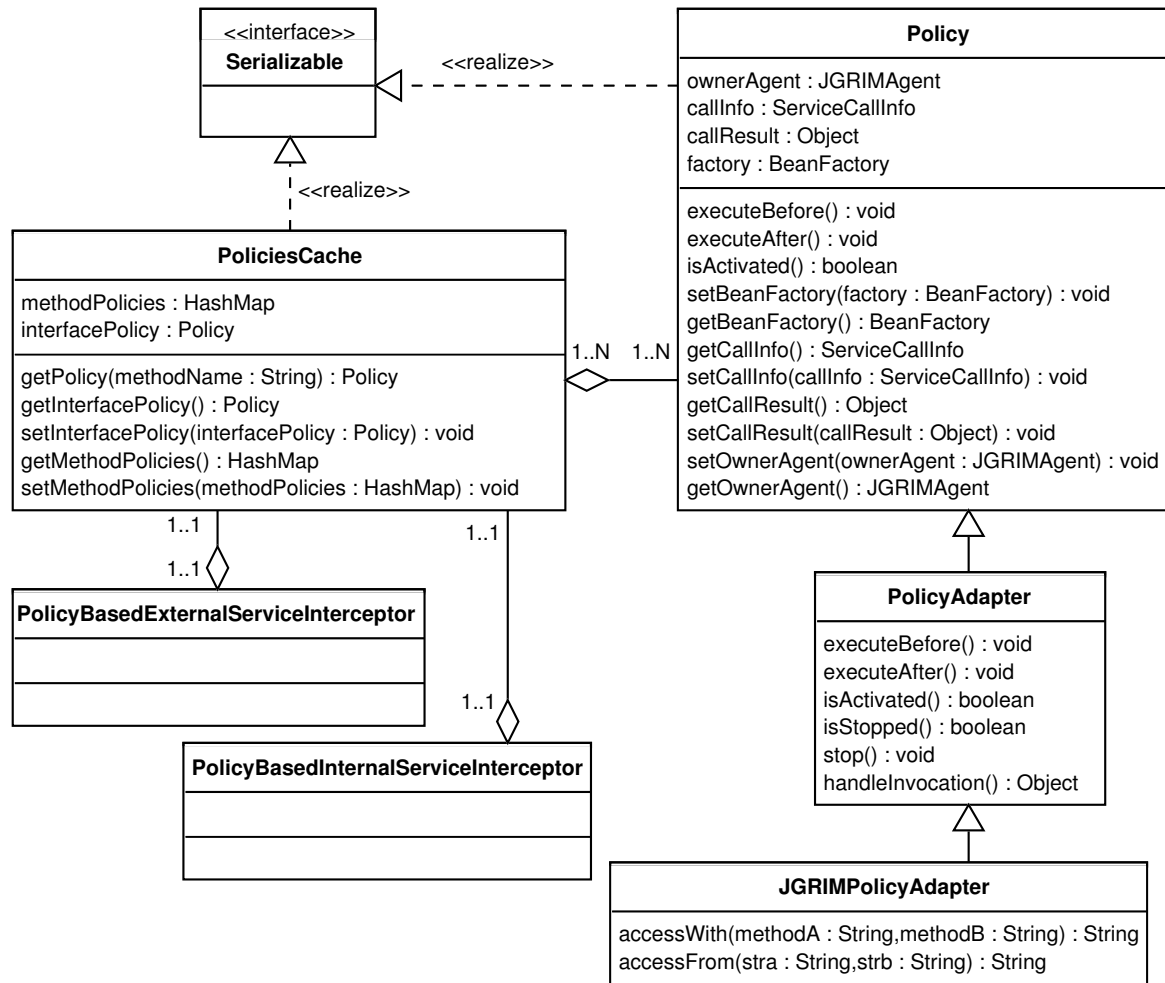 <<interface>>
Serializable
<<realize>>
<<realize>>
Policy
ownerAgent : JGRIMAgent
callInfo : ServiceCallInfo
callResult : Object
factory : BeanFactory
executeBefore() : void
executeAfter() : void
isActivated() : boolean
setBeanFactory(factory : BeanFactory) : void
getBeanFactory() : BeanFactory
getCallInfo() : ServiceCallInfo
setCallInfo(callInfo : ServiceCallInfo) : void
getCallResult() : Object
setCallResult(callResult : Object) : void
setOwnerAgent(ownerAgent : JGRIMAgent) : void
getOwnerAgent() : JGRIMAgent
PoliciesCache
methodPolicies : HashMap
interfacePolicy : Policy
getPolicy(methodName : String) : Policy
getInterfacePolicy() : Policy
setInterfacePolicy(interfacePolicy : Policy) : void
getMethodPolicies() : HashMap
setMethodPolicies(methodPolicies : HashMap) : void
1..N 1..N
1..1
1..1
1..1
1..1
PolicyBasedExternalServiceInterceptor
PolicyBasedInternalServiceInterceptor
PolicyAdapter
executeBefore() : void
executeAfter() : void
isActivated() : boolean
isStopped() : boolean
stop() : void
handleInvocation() : Object
JGRIMPolicyAdapter
accessWith(methodA : String,methodB : String) : String
accessFrom(stra : String,strb : String) : String